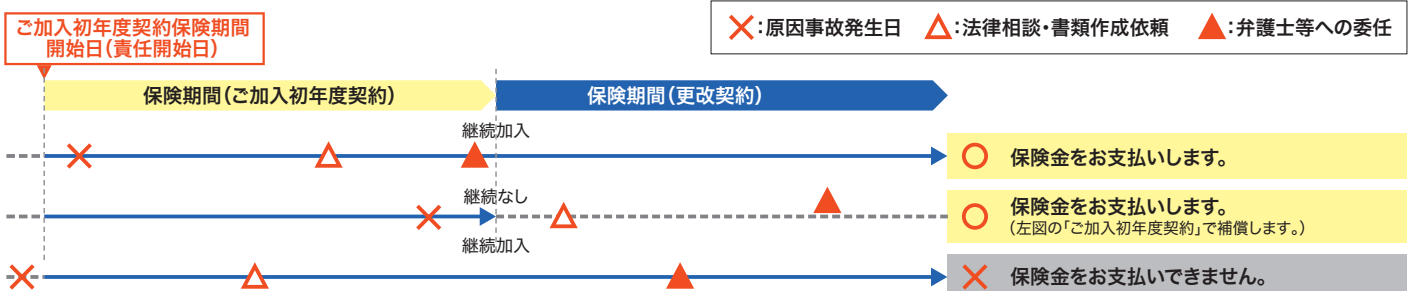 ご加入初年度契約保険期間
開始日(責任開始日)
:原因事故発生日 :法律相談・書類作成依頼 :弁護士等への委任
保険期間(ご加入初年度契約)
保険期間(更改契約)
継続加入
保険金をお支払いします。
継続なし
保険金をお支払いします。
(左図の「ご加入初年度契約」で補償します。)
継続加入
保険金をお支払いできません。